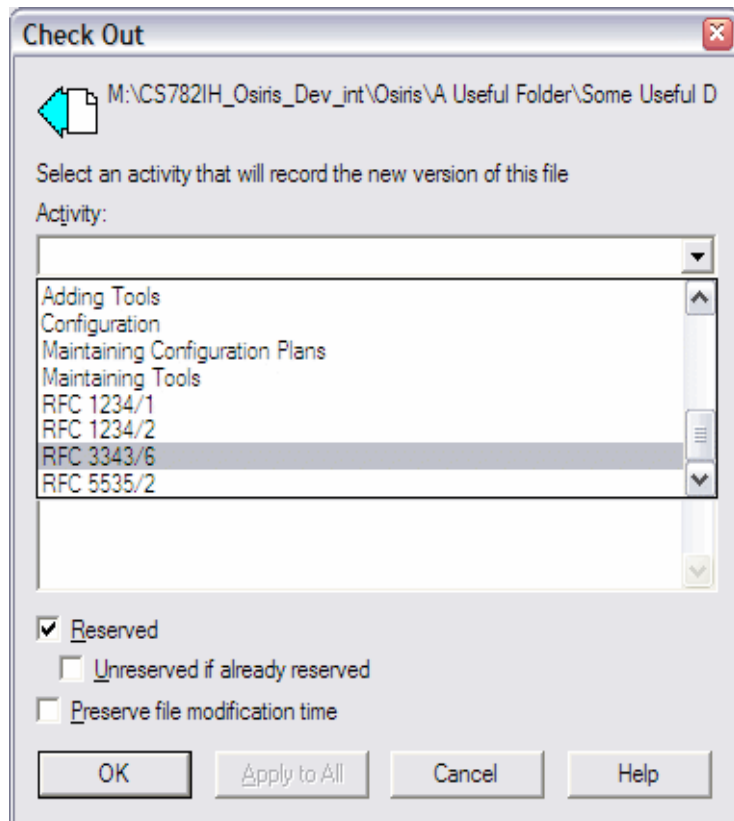 Check Out
M:\CS782IH_Osiris_Dev_int\Osiris\A Useful Folder\Some Useful D
Select an activity that will record the new version of this file
Activity:
Adding Tools
Configuration
Maintaining Configuration Plans
Maintaining Tools
RFC 1234/1
RFC 1234/2
RFC 3343/6
RFC 5535/2
Reserved
Unreserved if already reserved
Preserve file modification time
OK Apply to All Cancel Help